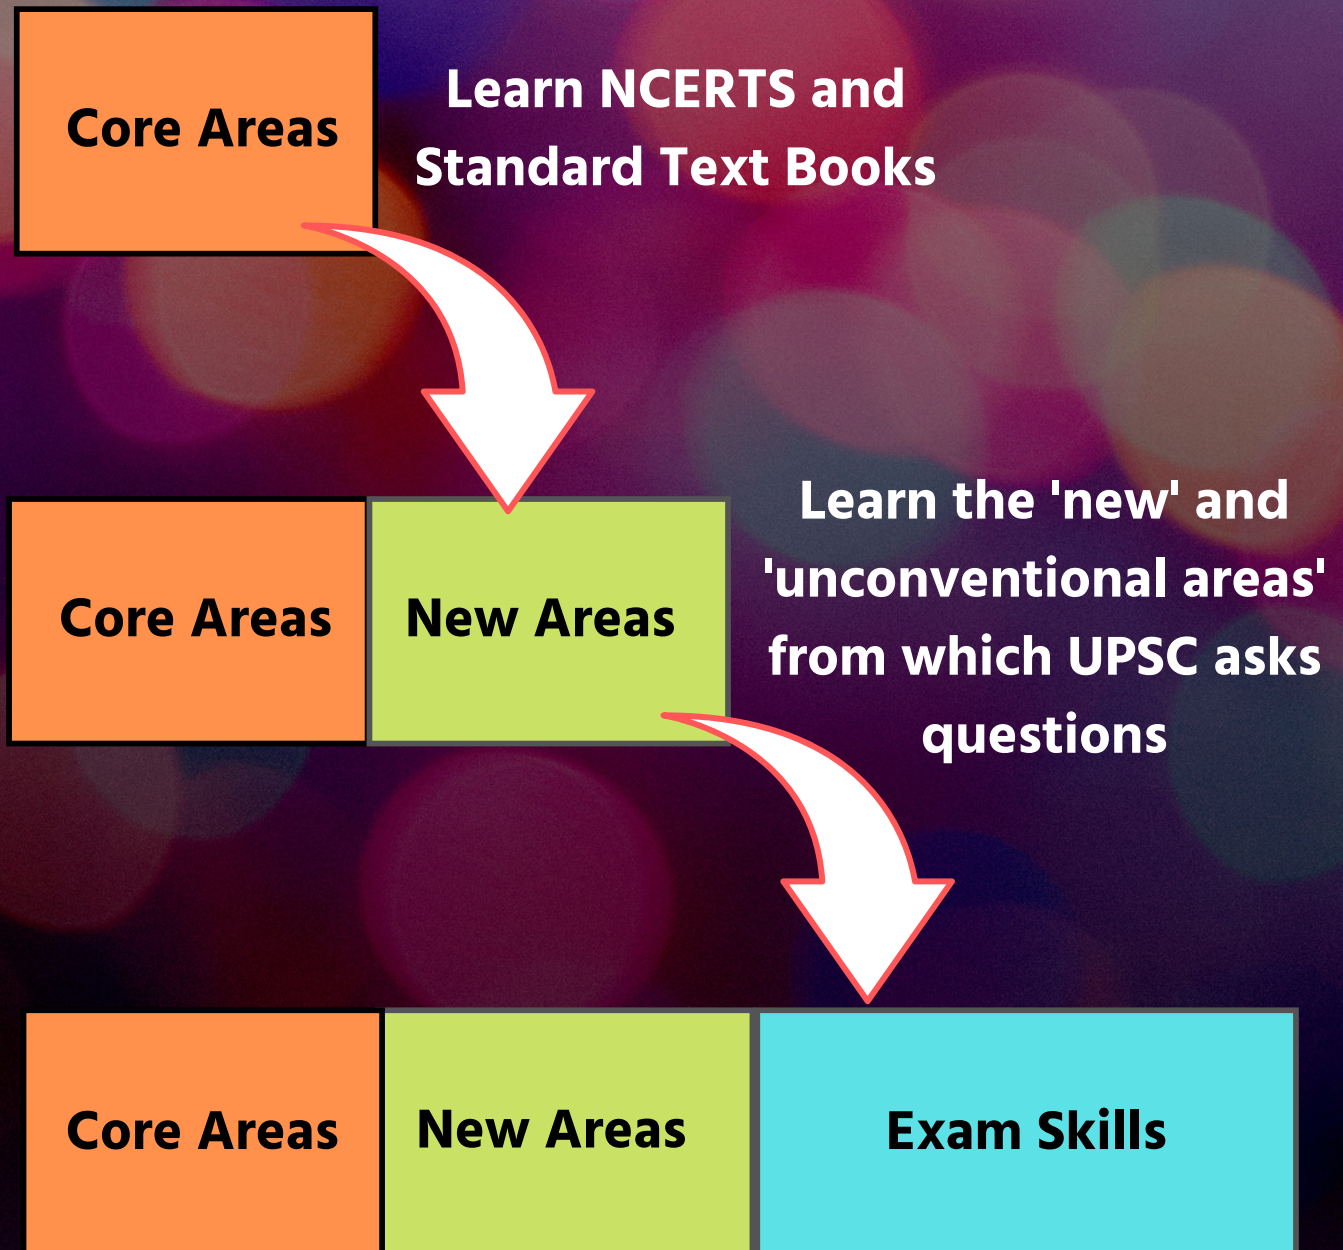 Core Areas
Learn NCERTS and
Standard Text Books
Core Areas
New Areas
Learn the 'new' and
'unconventional areas'
from which UPSC asks
questions
Core Areas
New Areas
Exam Skills